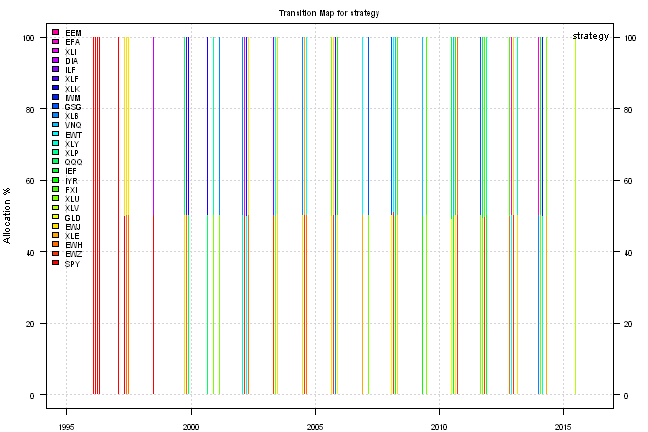 Transition Map for strategy
strategy
100
80
60
40
20
0
Allocation %
EEM
EFA
XLI
DIA
ILF
XLF
XLK
IWM
GSG
XLB
VNQ
EWT
XLY
XLP
QQQ
IEF
IYR
FXI
XLU
XLV
GLD
EWJ
XLE
EWH
EWZ
SPY
100
80
60
40
20
0
1995
2000
2005
2010
2015